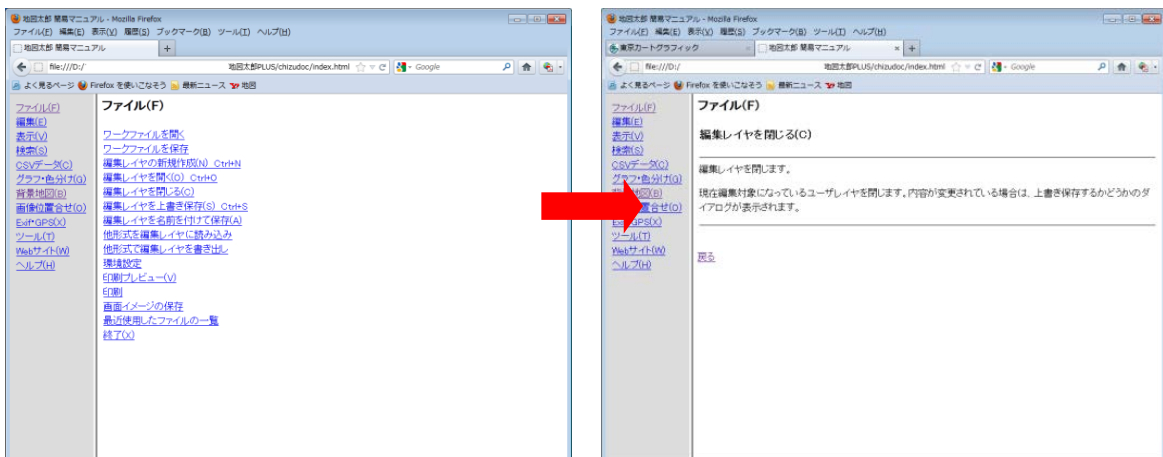 地図太郎 簡易マニュアル - Mozilla Firefox
ファイル(F) 編集(E) 表示(V) 履歴(S) ブックマーク(B) ツール(T) ヘルプ(H)
地図太郎 簡易マニュアル
file:///D:/ 地図太郎PLUS/chizudoc/index.html Google
よく見るページ Firefox を使いこなそう 最新ニュース 地図
ファイル(F)
編集(E)
表示(V)
検索(S)
CSVデータ(C)
グラフ・色分け(G)
背景地図(B)
画像位置合せ(O)
Exif・GPS(X)
ツール(T)
Webサイト(W)
ヘルプ(H)
ファイル(F)
ワークファイルを開く
ワークファイルを保存
編集レイヤの新規作成(N) Ctrl+N
編集レイヤを開く(O) Ctrl+O
編集レイヤを閉じる(C)
編集レイヤを上書き保存(S) Ctrl+S
編集レイヤを名前を付けて保存(A)
他形式を編集レイヤに読み込み
他形式で編集レイヤを書き出し
環境設定
印刷プレビュー(V)
印刷
画面イメージの保存
最近使用したファイルの一覧
終了(X)
地図太郎 簡易マニュアル - Mozilla Firefox
ファイル(F) 編集(E) 表示(V) 履歴(S) ブックマーク(B) ツール(T) ヘルプ(H)
東京カートグラフィック 地図太郎 簡易マニュアル
file:///D:/ 地図太郎PLUS/chizudoc/index.html Google
よく見るページ Firefox を使いこなそう 最新ニュース 地図
ファイル(F)
編集(E)
表示(V)
検索(S)
CSVデータ(C)
グラフ・色分け(G)
背景地図(B)
置合せ(O)
Exif・GPS(X)
ツール(T)
Webサイト(W)
ヘルプ(H)
ファイル(F)
編集レイヤを閉じる(C)
編集レイヤを閉じます。
現在編集対象になっているユーザレイヤを閉じます。内容が変更されている場合は、上書き保存するかどうかのダ
イアログが表示されます。
戻る